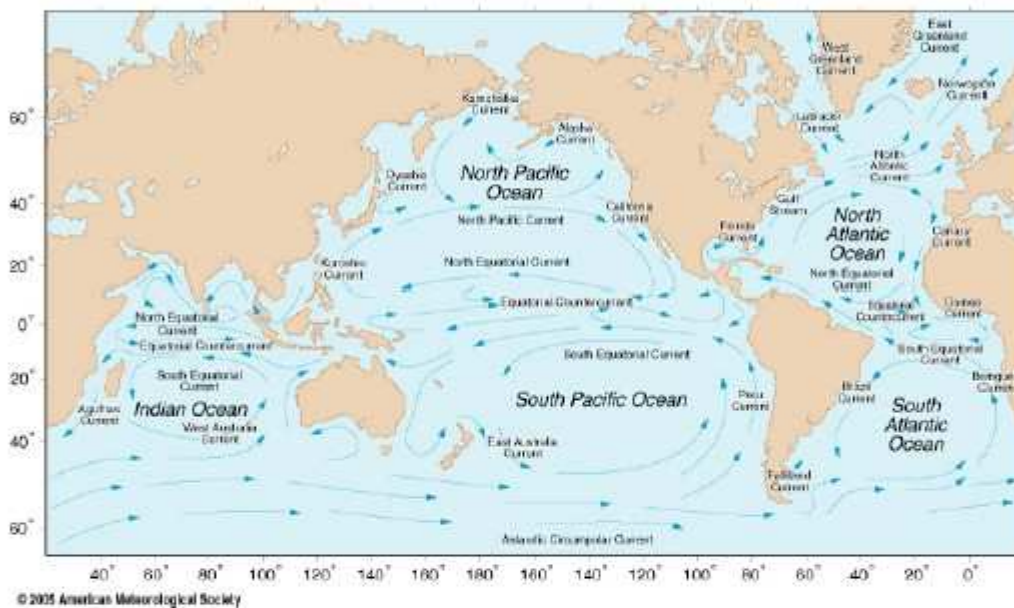 East
Greenland
Current
West
Greenland
Current
Norwegian
Current
Kamchatka
Current
Alaska
Current
Labrador
Current
60°
North
Atlantic
Current
Oyashio
Current
North Pacific
Ocean
Gulf
Stream
40°
North Pacific Current
California
Current
Florida
Current
North
Atlantic
Ocean
Canary
Current
Kuroshio
Current
North Equatorial Current
20°
North Equatorial
Current
Equatorial Countercurrent
Equatorial
Countercurrent
Guinea
Current
0°
North Equatorial
Current
Equatorial Countercurrent
South Equatorial Current
South Equatorial
Current
20°
South Equatorial
Current
Indian Ocean
Agulhas
Current
West Australia
Current
South Pacific Ocean
Peru
Current
Brazil
Current
Benguela
Current
South
Atlantic
Ocean
40°
East Australia
Current
Falkland
Current
60°
Antarctic Circumpolar Current
40° 60° 80° 100° 120° 140° 160° 180° 160° 140° 120° 100° 80° 60° 40° 20° 0°
© 2005 American Meteorological Society